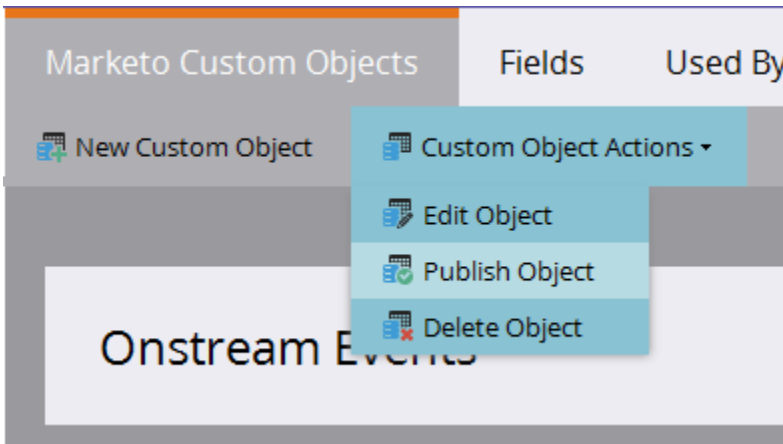 Marketo Custom Objects Fields Used By
New Custom Object Custom Object Actions
Edit Object
Publish Object
Delete Object
Onstream Events